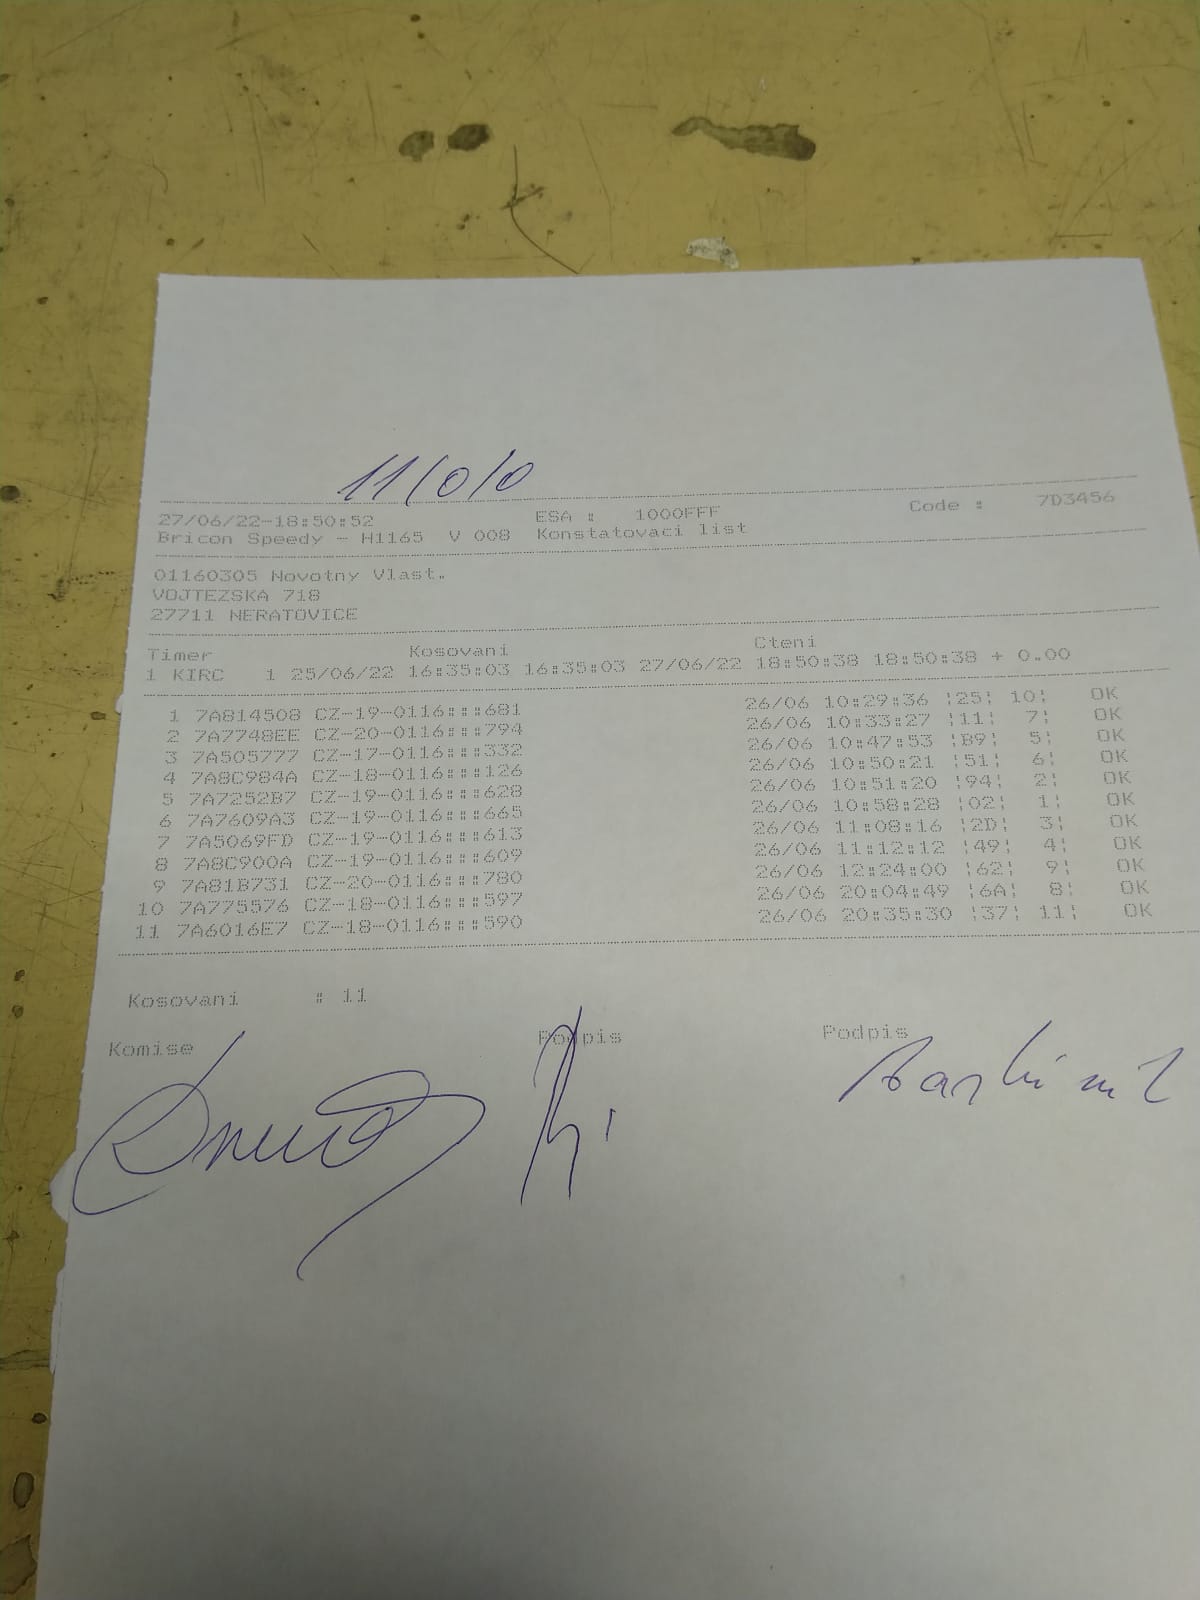 11/0/0
27/06/22-18:50:52 ESA : 1000FFF Code : 7D3456
Bricon Speedy - H1165 V 008 Konstatovaci list
01160305 Novotny Vlast.
VOJTEZSKA 718
27711 NERATOVICE
Timer Kosovani Cteni
1 KIRC 1 25/06/22 16:35:03 16:35:03 27/06/22 18:50:38 18:50:38 + 0.00
1 7A814508 CZ-19-0116:::681 26/06 10:29:36 ¦25¦ 10¦ OK
2 7A7748EE CZ-20-0116:::794 26/06 10:33:27 ¦11¦ 7¦ OK
3 7A505777 CZ-17-0116:::332 26/06 10:47:53 ¦B9¦ 5¦ OK
4 7A8C984A CZ-18-0116:::126 26/06 10:50:21 ¦51¦ 6¦ OK
5 7A7252B7 CZ-19-0116:::628 26/06 10:51:20 ¦94¦ 2¦ OK
6 7A7609A3 CZ-19-0116:::665 26/06 10:58:28 ¦02¦ 1¦ OK
7 7A5069FD CZ-19-0116:::613 26/06 11:08:16 ¦2D¦ 3¦ OK
8 7A8C900A CZ-19-0116:::609 26/06 11:12:12 ¦49¦ 4¦ OK
9 7A81B731 CZ-20-0116:::780 26/06 12:24:00 ¦62¦ 9¦ OK
10 7A775576 CZ-18-0116:::597 26/06 20:04:49 ¦6A¦ 8¦ OK
11 7A6016E7 CZ-18-0116:::590 26/06 20:35:30 ¦37¦ 11¦ OK
Kosovani : 11
Komise Podpis Podpis